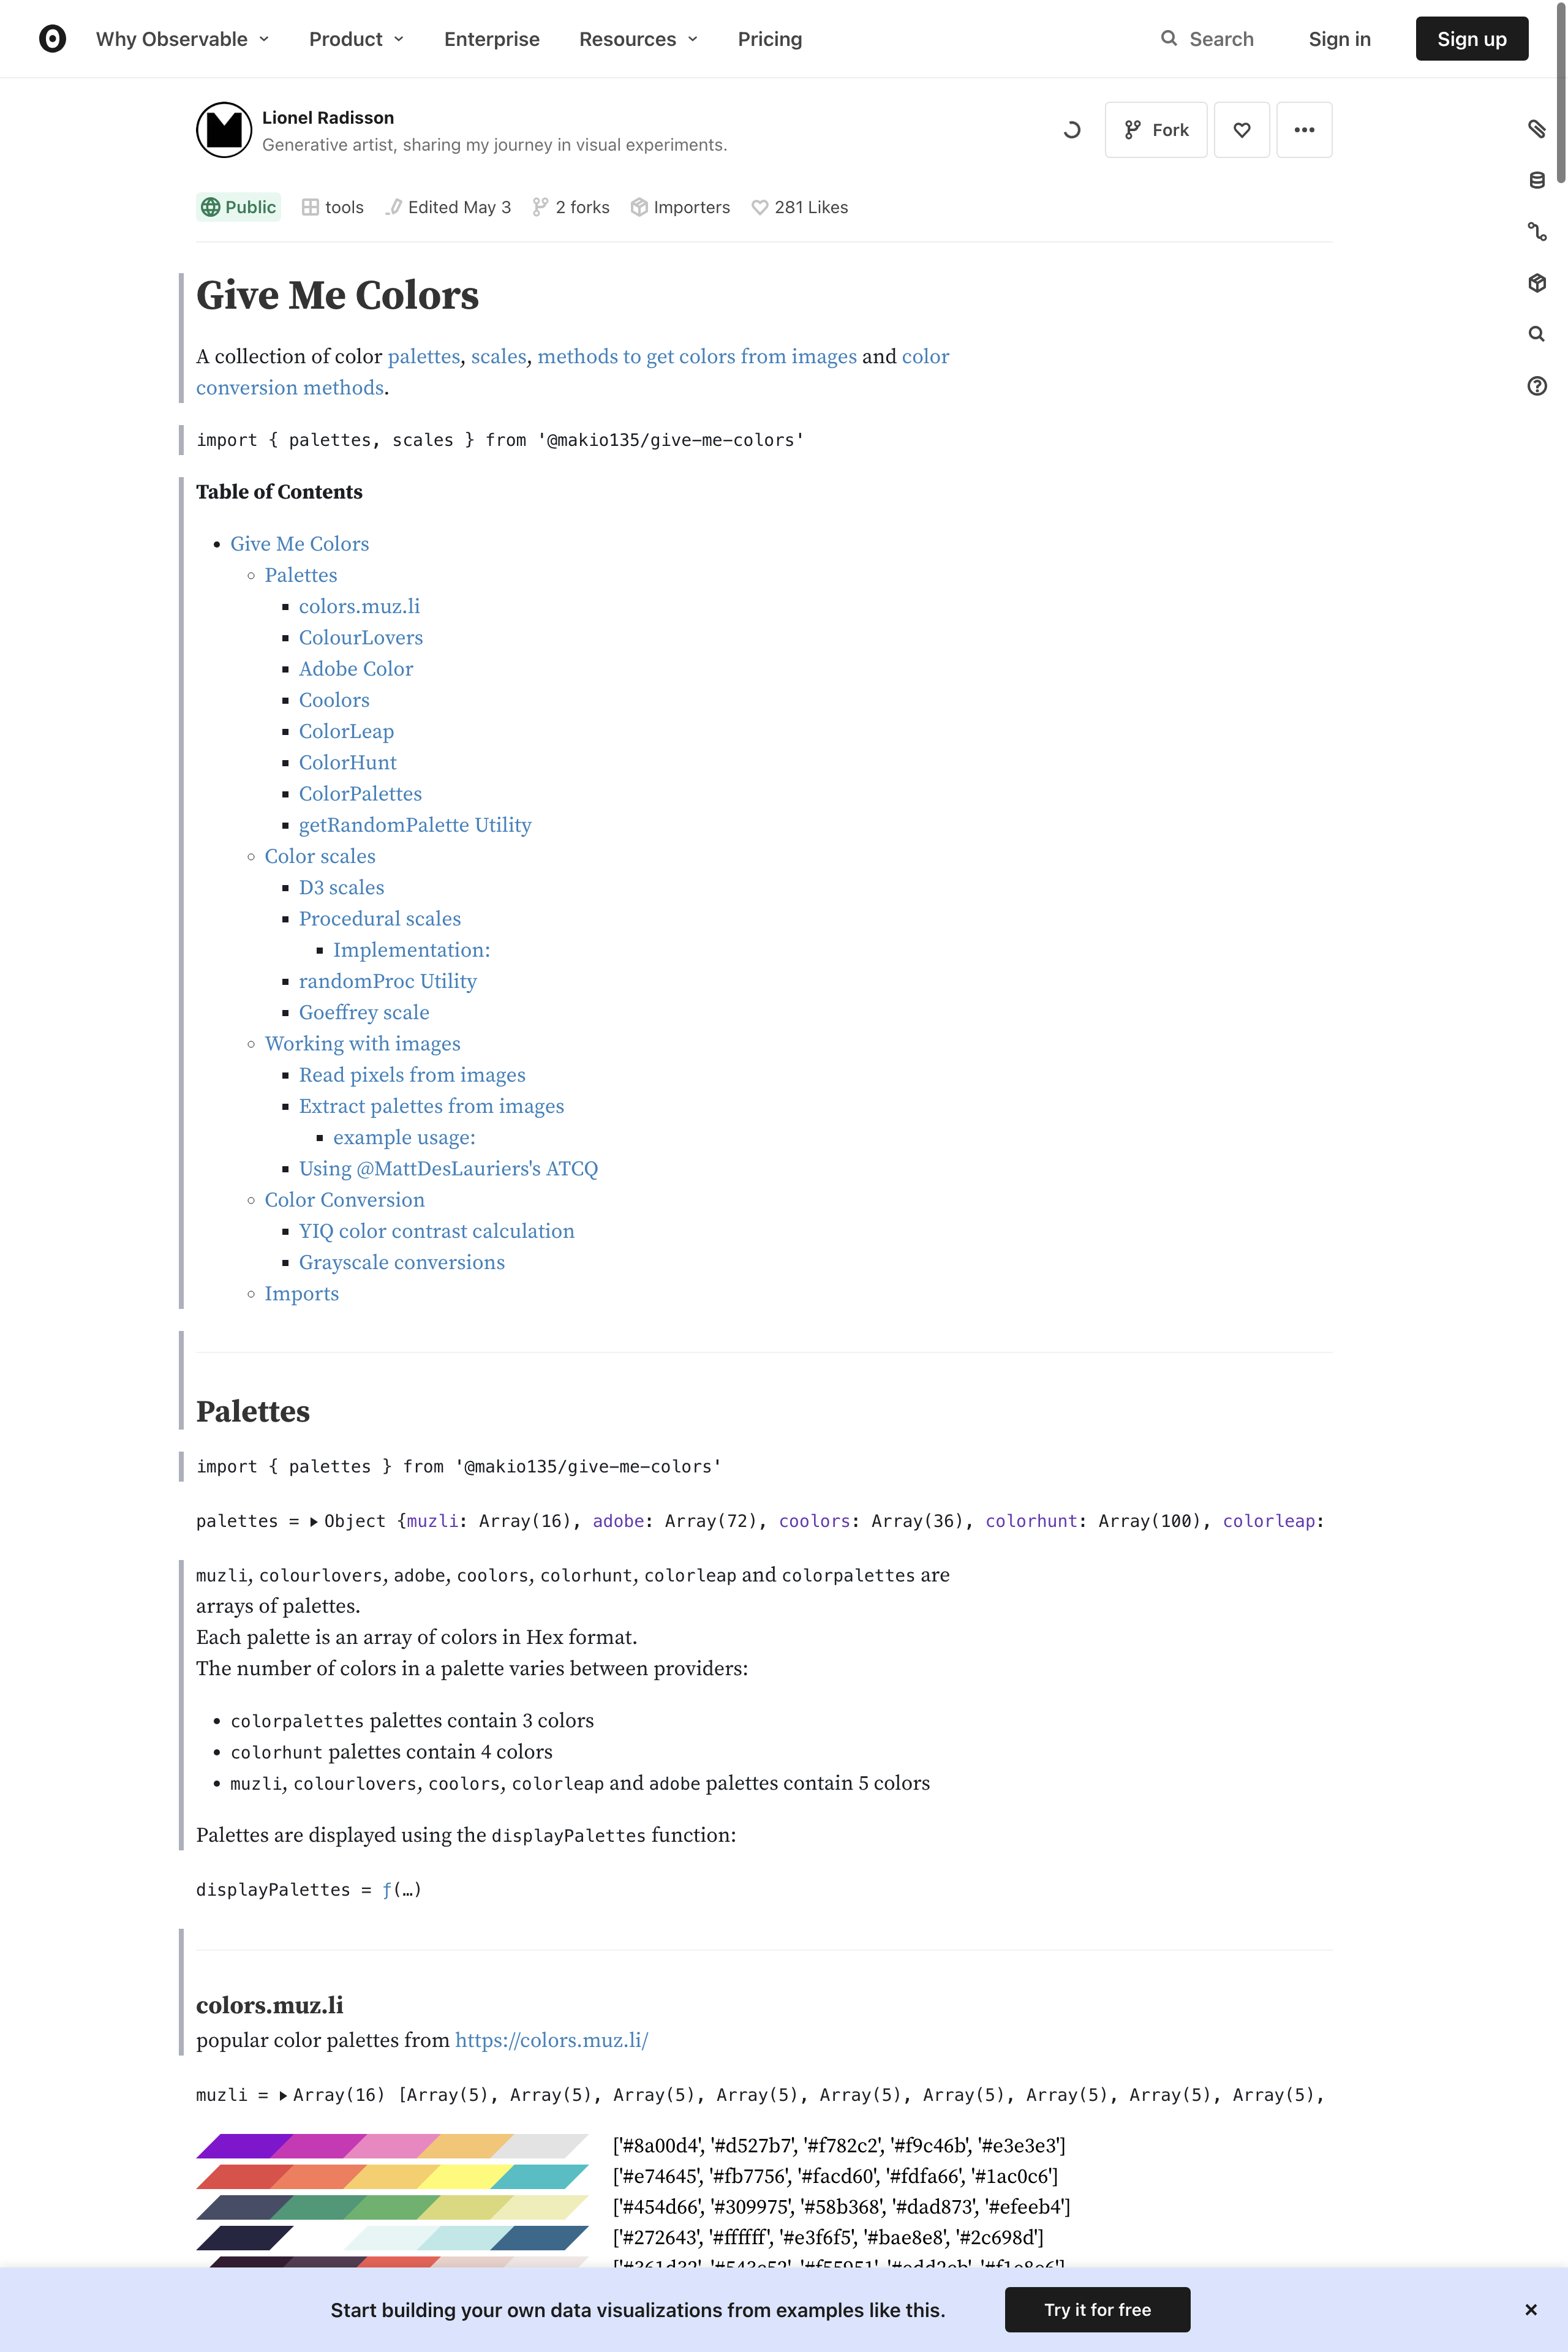 Why Observable Product Enterprise Resources Pricing Search Sign in Sign up
Lionel Radisson
Generative artist, sharing my journey in visual experiments.
Fork
Public tools Edited May 3 2 forks Importers 281 Likes
Give Me Colors
A collection of color palettes, scales, methods to get colors from images and color
conversion methods.
import { palettes, scales } from '@makio135/give-me-colors'
Table of Contents
• Give Me Colors
◦ Palettes
▪ colors.muz.li
▪ ColourLovers
▪ Adobe Color
▪ Coolors
▪ ColorLeap
▪ ColorHunt
▪ ColorPalettes
▪ getRandomPalette Utility
◦ Color scales
▪ D3 scales
▪ Procedural scales
▪ Implementation:
▪ randomProc Utility
▪ Goeffrey scale
◦ Working with images
▪ Read pixels from images
▪ Extract palettes from images
▪ example usage:
▪ Using @MattDesLauriers's ATCQ
◦ Color Conversion
▪ YIQ color contrast calculation
▪ Grayscale conversions
◦ Imports
Palettes
import { palettes } from '@makio135/give-me-colors'
palettes = ▸ Object {muzli: Array(16), adobe: Array(72), coolors: Array(36), colorhunt: Array(100), colorleap:
muzli, colourlovers, adobe, coolors, colorhunt, colorleap and colorpalettes are
arrays of palettes.
Each palette is an array of colors in Hex format.
The number of colors in a palette varies between providers:
• colorpalettes palettes contain 3 colors
• colorhunt palettes contain 4 colors
• muzli, colourlovers, coolors, colorleap and adobe palettes contain 5 colors
Palettes are displayed using the displayPalettes function:
displayPalettes = ƒ(…)
colors.muz.li
popular color palettes from https://colors.muz.li/
muzli = ▸ Array(16) [Array(5), Array(5), Array(5), Array(5), Array(5), Array(5), Array(5), Array(5), Array(5),
['#8a00d4', '#d527b7', '#f782c2', '#f9c46b', '#e3e3e3']
['#e74645', '#fb7756', '#facd60', '#fdfa66', '#1ac0c6']
['#454d66', '#309975', '#58b368', '#dad873', '#efeeb4']
['#272643', '#ffffff', '#e3f6f5', '#bae8e8', '#2c698d']
Start building your own data visualizations from examples like this. Try it for free